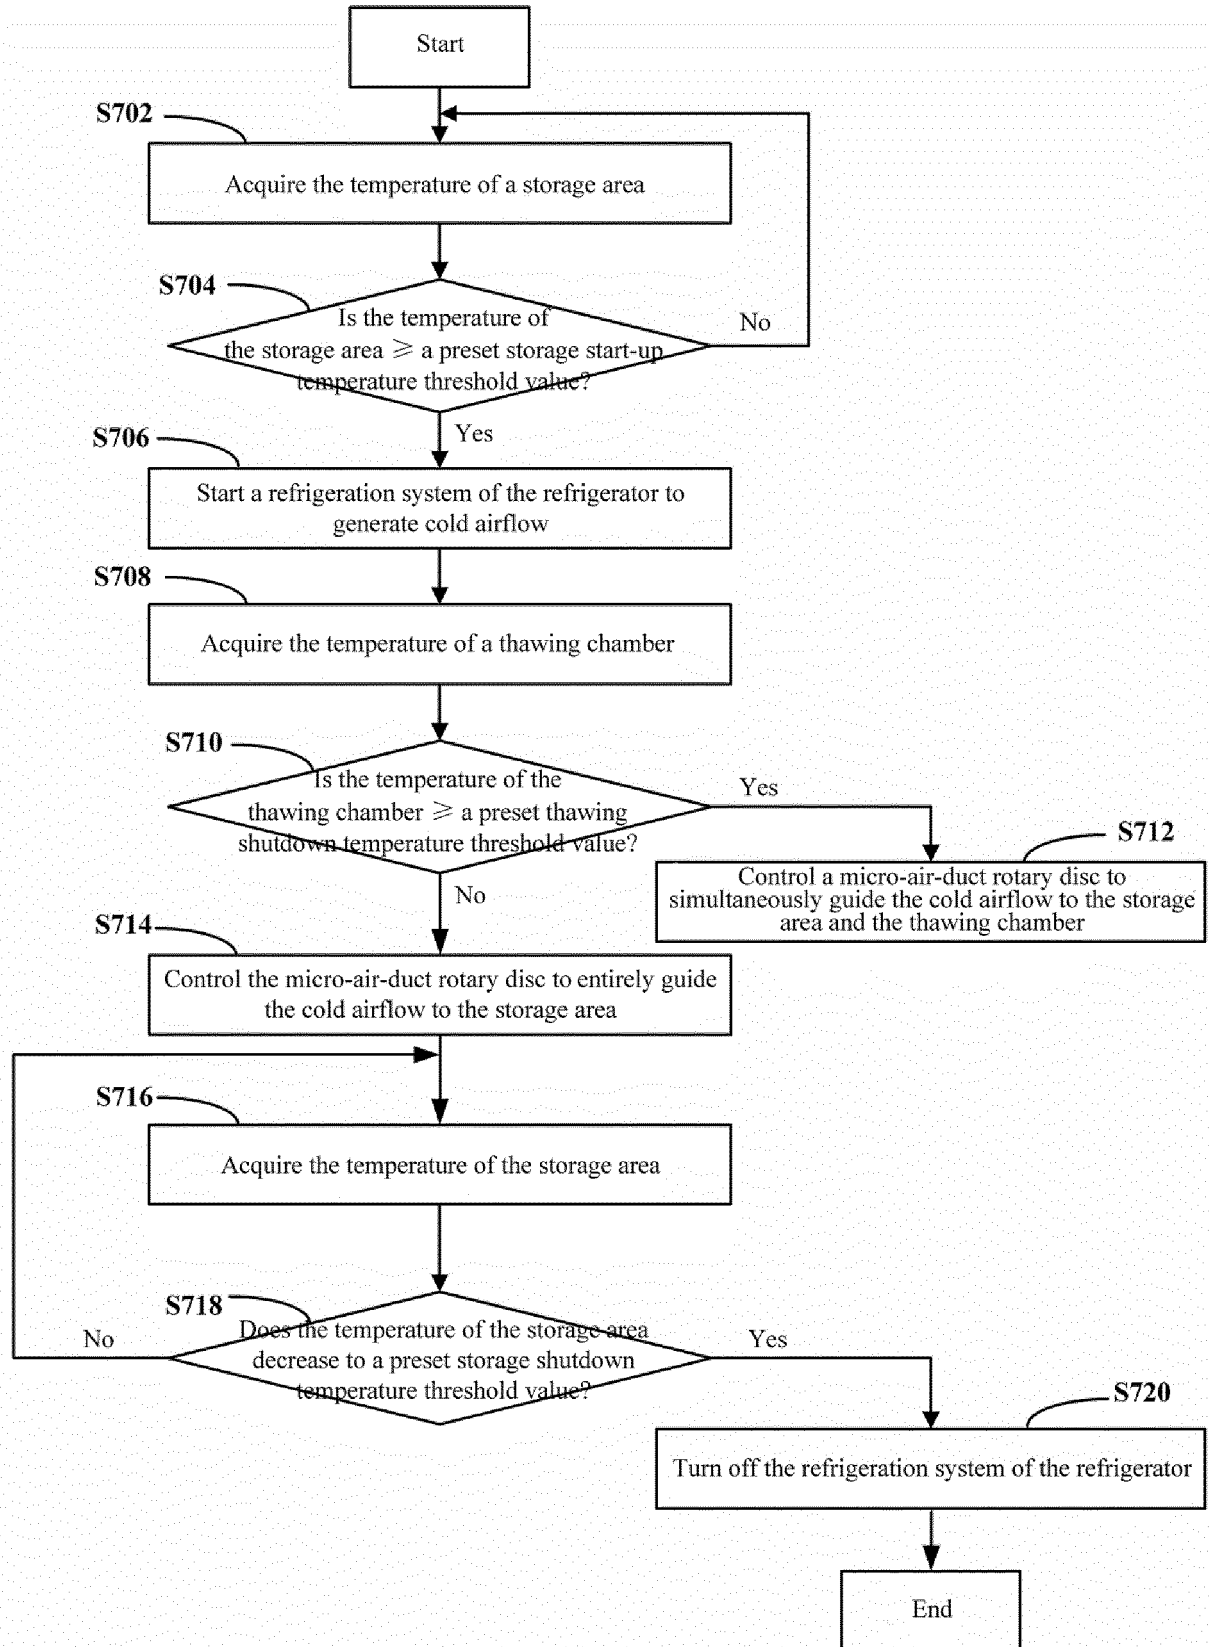 Start
S702
Acquire the temperature of a storage area
S704
Is the temperature of
the storage area ≥ a preset storage start-up
temperature threshold value?
No
Yes
S706
Start a refrigeration system of the refrigerator to
generate cold airflow
S708
Acquire the temperature of a thawing chamber
S710
Is the temperature of the
thawing chamber ≥ a preset thawing
shutdown temperature threshold value?
Yes
S712
Control a micro-air-duct rotary disc to
simultaneously guide the cold airflow to the storage
area and the thawing chamber
No
S714
Control the micro-air-duct rotary disc to entirely guide
the cold airflow to the storage area
S716
Acquire the temperature of the storage area
S718
Does the temperature of the storage area
decrease to a preset storage shutdown
temperature threshold value?
No
Yes
S720
Turn off the refrigeration system of the refrigerator
End